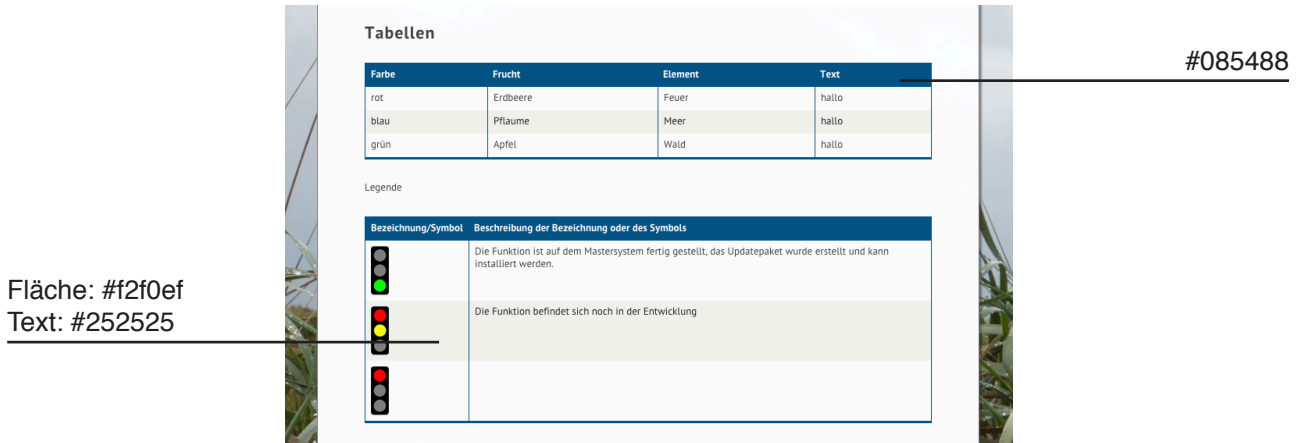 Tabellen
#085488
Farbe Frucht Element Text
rot Erdbeere Feuer hallo
blau Pflaume Meer hallo
grün Apfel Wald hallo
Legende
Bezeichnung/Symbol Beschreibung der Bezeichnung oder des Symbols
Die Funktion ist auf dem Mastersystem fertig gestellt, das Updatepaket wurde erstellt und kann
installiert werden.
Fläche: #f2f0ef
Text: #252525
Die Funktion befindet sich noch in der Entwicklung